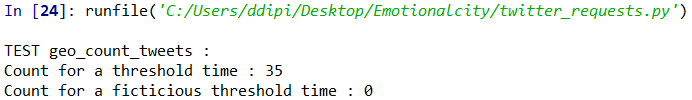 In [24]: runfile('C:/Users/ddipi/Desktop/Emotionalcity/twitter_requests.py')
TEST geo_count_tweets :
Count for a threshold time : 35
Count for a ficticious threshold time : 0